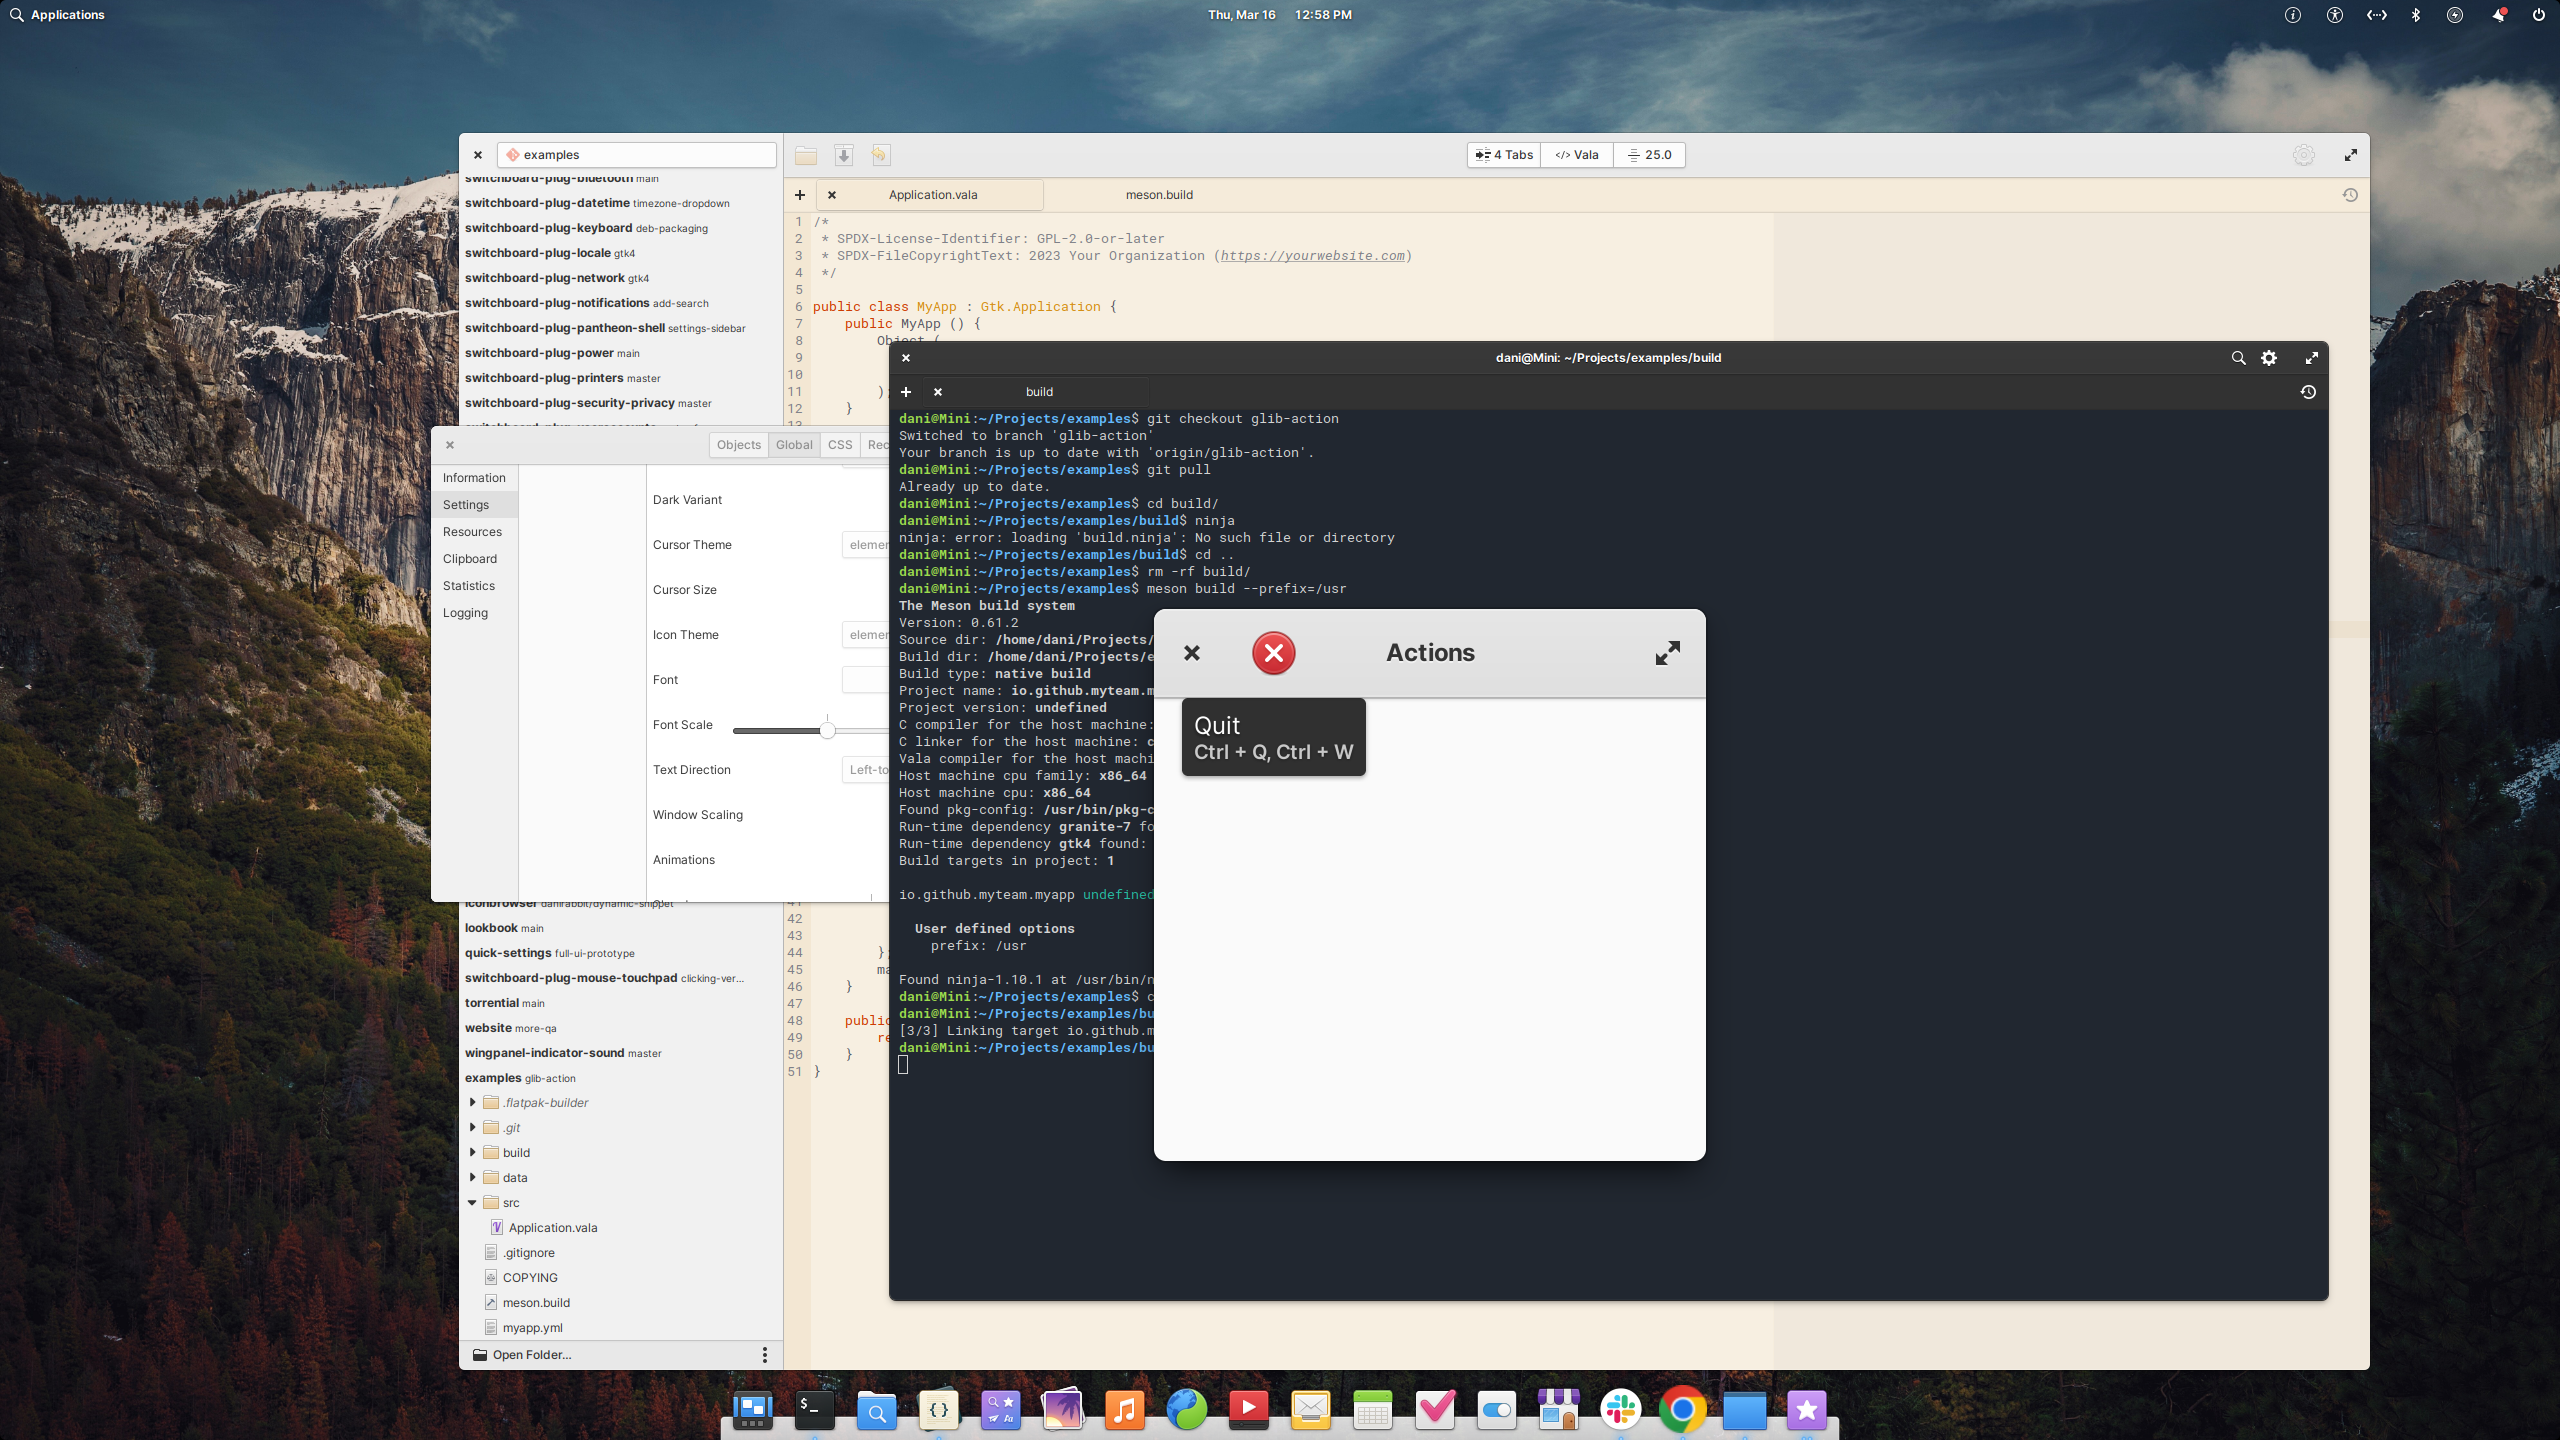 Applications
Thu, Mar 16 12:58 PM
examples
4 Tabs
Vala
25.0
switchboard-plug-bluetooth main
switchboard-plug-datetime timezone-dropdown
switchboard-plug-keyboard deb-packaging
switchboard-plug-locale gtk4
switchboard-plug-network gtk4
switchboard-plug-notifications add-search
switchboard-plug-pantheon-shell settings-sidebar
switchboard-plug-power main
switchboard-plug-printers master
switchboard-plug-security-privacy master
Application.vala
meson.build
1 /*
2  * SPDX-License-Identifier: GPL-2.0-or-later
3  * SPDX-FileCopyrightText: 2023 Your Organization (https://yourwebsite.com)
4  */
5
6 public class MyApp : Gtk.Application {
7     public MyApp () {
8         Object (
9
10
11         );
12     }
Objects
Global
CSS
Rec
Information
Settings
Resources
Clipboard
Statistics
Logging
Dark Variant
Cursor Theme elemen
Cursor Size
Icon Theme elemen
Font
Font Scale
Text Direction Left-to
Window Scaling
Animations
dani@Mini: ~/Projects/examples/build
build
dani@Mini:~/Projects/examples$ git checkout glib-action
Switched to branch 'glib-action'
Your branch is up to date with 'origin/glib-action'.
dani@Mini:~/Projects/examples$ git pull
Already up to date.
dani@Mini:~/Projects/examples$ cd build/
dani@Mini:~/Projects/examples/build$ ninja
ninja: error: loading 'build.ninja': No such file or directory
dani@Mini:~/Projects/examples/build$ cd ..
dani@Mini:~/Projects/examples$ rm -rf build/
dani@Mini:~/Projects/examples$ meson build --prefix=/usr
The Meson build system
Version: 0.61.2
Source dir: /home/dani/Projects/
Build dir: /home/dani/Projects/e
Build type: native build
Project name: io.github.myteam.m
Project version: undefined
C compiler for the host machine:
C linker for the host machine: c
Vala compiler for the host machi
Host machine cpu family: x86_64
Host machine cpu: x86_64
Found pkg-config: /usr/bin/pkg-c
Run-time dependency granite-7 fo
Run-time dependency gtk4 found:
Build targets in project: 1
io.github.myteam.myapp undefined
User defined options
prefix: /usr
Found ninja-1.10.1 at /usr/bin/n
dani@Mini:~/Projects/examples$ c
dani@Mini:~/Projects/examples/bu
[3/3] Linking target io.github.m
dani@Mini:~/Projects/examples/bu
Actions
Quit
Ctrl + Q, Ctrl + W
iconbrowser danirabbit/dynamic-snippet
lookbook main
quick-settings full-ui-prototype
switchboard-plug-mouse-touchpad clicking-ver...
torrential main
website more-qa
wingpanel-indicator-sound master
examples glib-action
.flatpak-builder
.git
build
data
src
Application.vala
.gitignore
COPYING
meson.build
myapp.yml
Open Folder...
42
43
44         };
45         ma
46     }
47
48     public
49         re
50     }
51 }